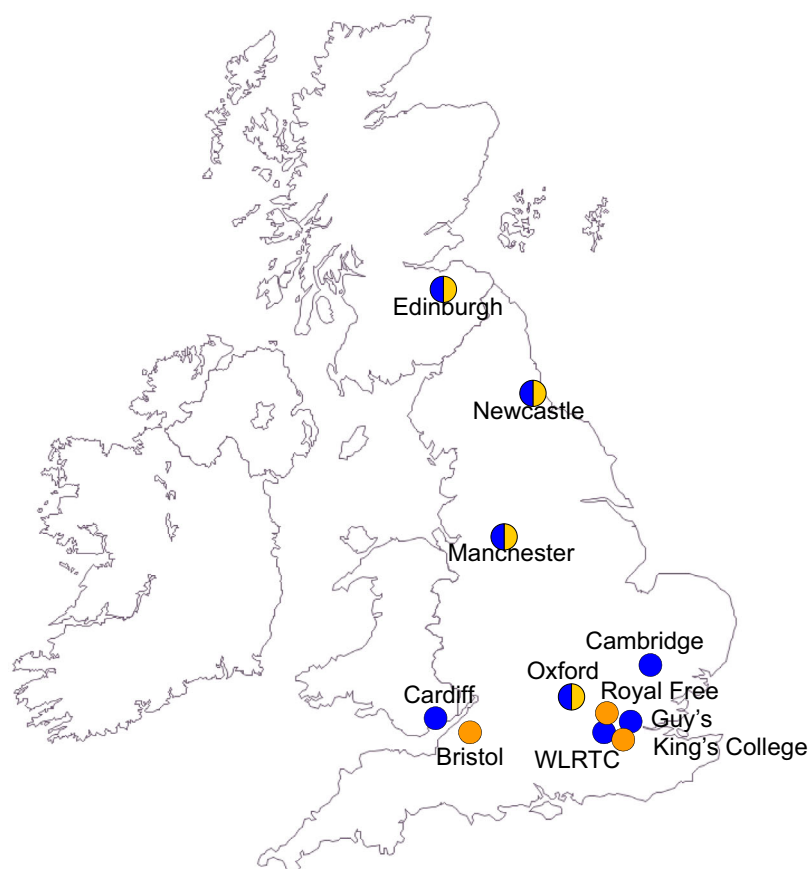 Edinburgh
Newcastle
Manchester
Cambridge
Oxford
Royal Free
Cardiff
Guy's
Bristol
WLRTC
King's College